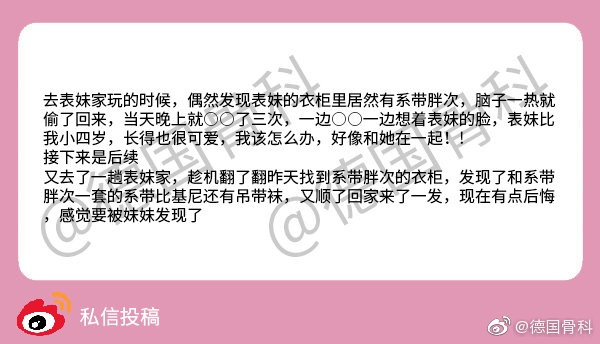 去表妹家玩的时候，偶然发现表妹的衣柜里居然有系带胖次，脑子一热就
偷了回来，当天晚上就○○了三次，一边○○一边想着表妹的脸，表妹比
我小四岁，长得也很可爱，我该怎么办，好像和她在一起！！
接下来是后续
又去了一趟表妹家，趁机翻了翻昨天找到系带胖次的衣柜，发现了和系带
胖次一套的系带比基尼还有吊带袜，又顺了回家来了一发，现在有点后悔
，感觉要被妹妹发现了
@德国骨科
@德国骨科
私信投稿
@德国骨科